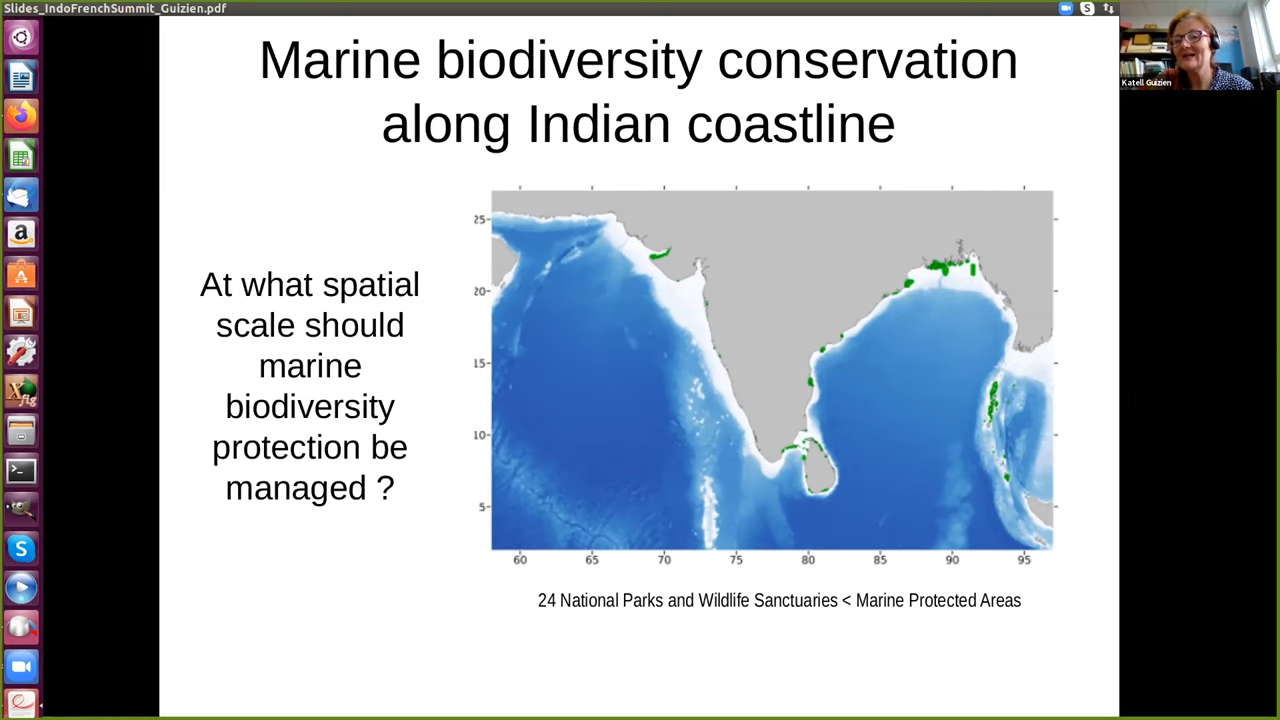 Slides_IndoFrenchSummit_Guizien.pdf
Katell Guizien
Marine biodiversity conservation
along Indian coastline
At what spatial
scale should
marine
biodiversity
protection be
managed ?
25
20
15
10
5
60 65 70 75 80 85 90 95
24 National Parks and Wildlife Sanctuaries < Marine Protected Areas